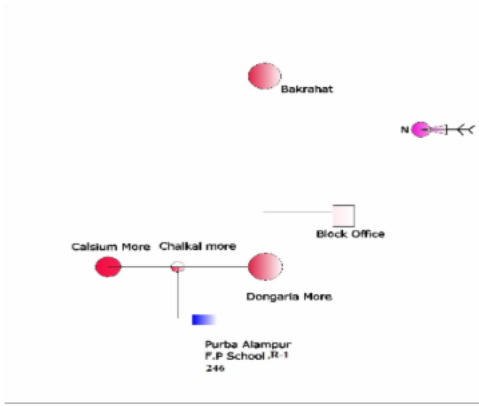 Bakrahat
N
Block Office
Calsium More Chalkal more
Dongaria More
Purba Alampur
F.P School ,R-1
246